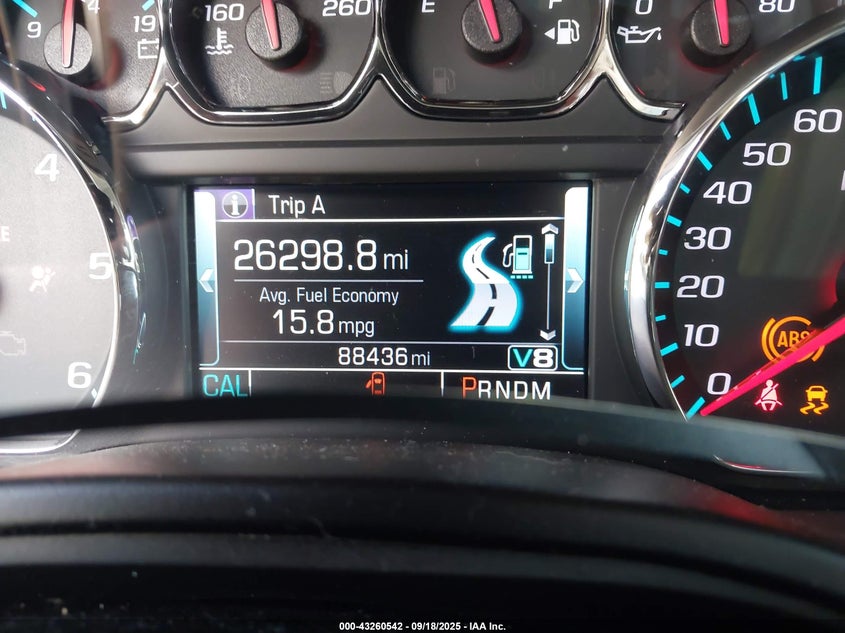 9 4 19 160 260 E F 0 80
Trip A
26298.8 mi
Avg. Fuel Economy
15.8 mpg
88436 mi V8
CAL PRNDM
4
5
6
60
50
40
30
20
10
0
ABS
000-43260542 - 09/18/2025 - IAA Inc.